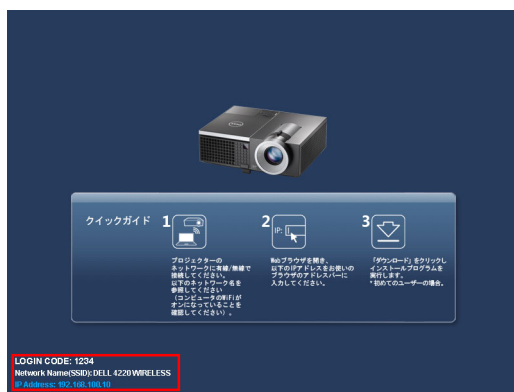 クイックガイド
1
プロジェクターの
ネットワークに有線/無線で
接続してください。
以下のネットワーク名を
参照してください
（コンピュータのWiFiが
オンになっていることを
確認してください）。
2
IP:
Webブラウザを開き、
以下のIPアドレスをお使いの
ブラウザのアドレスバーに
入力してください。
3
「ダウンロード」をクリックし
インストールプログラムを
実行します。
*初めてのユーザーの場合。
LOGIN CODE: 1234
Network Name(SSID):DELL 4220 WIRELESS
IP Address: 192.168.100.10